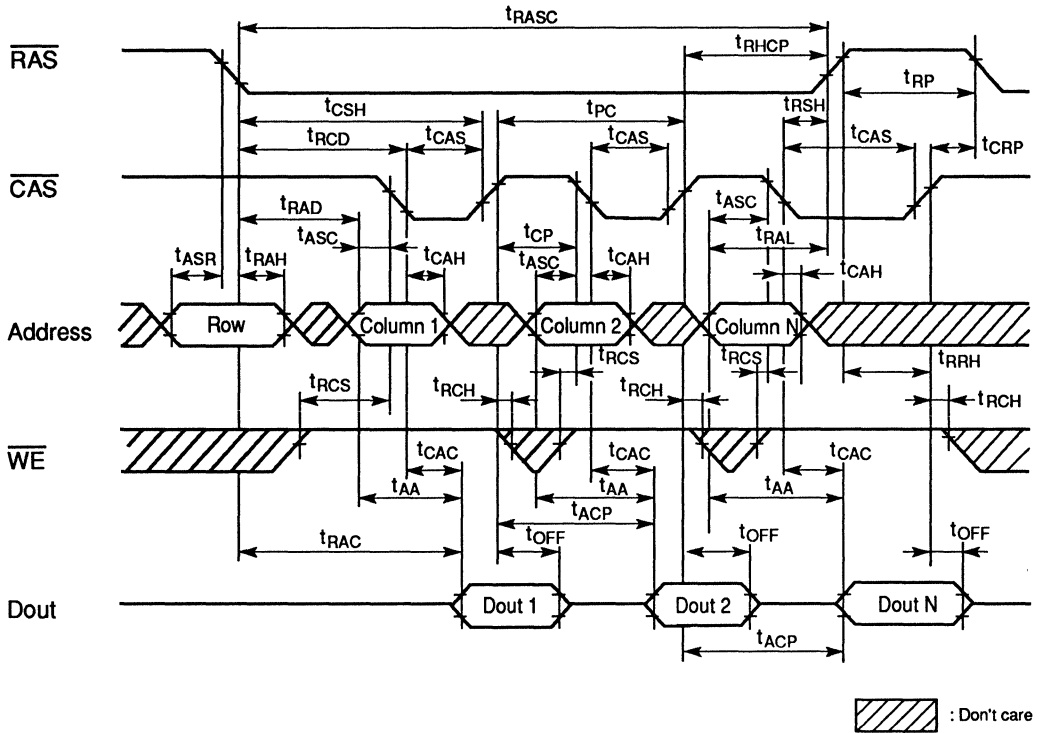 tRASC
RAS
tRHCP
tRP
tCSH
tPC
tRSH
tRCD
tCAS
tCAS
tCAS
tCRP
CAS
tRAD
tASC
tASC
tCP
tRAL
tASR
tRAH
tCAH
tASC
tCAH
tCAH
Address
Row
Column 1
Column 2
Column N
tRCS
tRCS
tRRH
tRCS
tRCH
tRCH
tRCH
WE
tCAC
tCAC
tCAC
tAA
tAA
tAA
tACP
tRAC
tOFF
tOFF
tOFF
Dout
Dout 1
Dout 2
Dout N
tACP
: Don't care